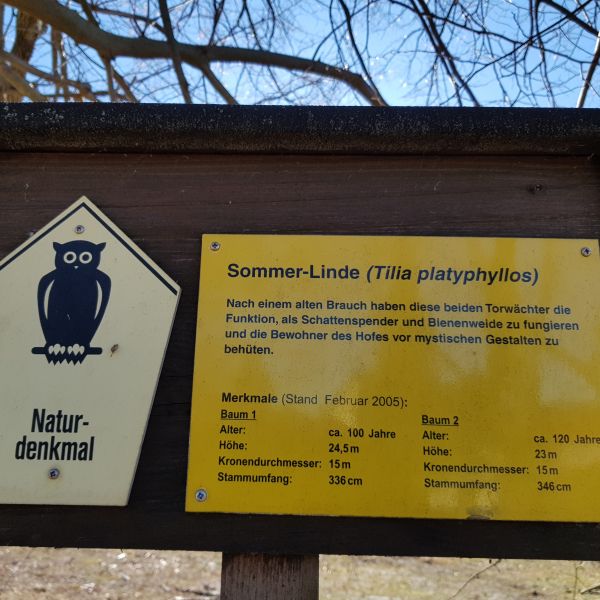 Natur-
denkmal
Sommer-Linde (Tilia platyphyllos)
Nach einem alten Brauch haben diese beiden Torwächter die
Funktion, als Schattenspender und Bienenweide zu fungieren
und die Bewohner des Hofes vor mystischen Gestalten zu
behüten.
Merkmale (Stand Februar 2005):
Baum 1
Alter: ca. 100 Jahre
Höhe: 24,5 m
Kronendurchmesser: 15 m
Stammumfang: 336 cm
Baum 2
Alter: ca. 120 Jahre
Höhe: 23 m
Kronendurchmesser: 15 m
Stammumfang: 346 cm